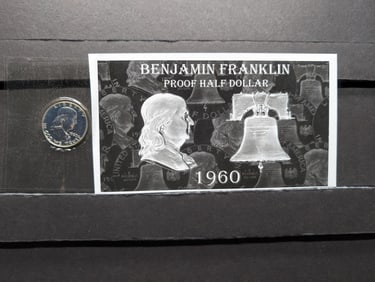 BENJAMIN FRANKLIN
PROOF HALF DOLLAR
1960